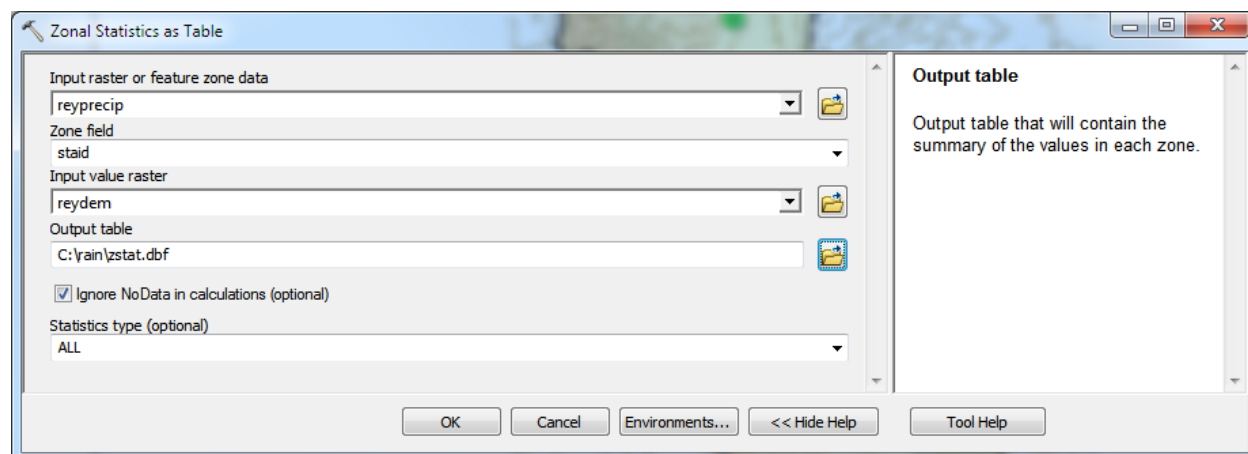 Zonal Statistics as Table
Input raster or feature zone data
reyprecip
Zone field
staid
Input value raster
reydem
Output table
C:\rain\zstat.dbf
Ignore NoData in calculations (optional)
Statistics type (optional)
ALL
Output table
Output table that will contain the
summary of the values in each zone.
OK
Cancel
Environments...
<< Hide Help
Tool Help